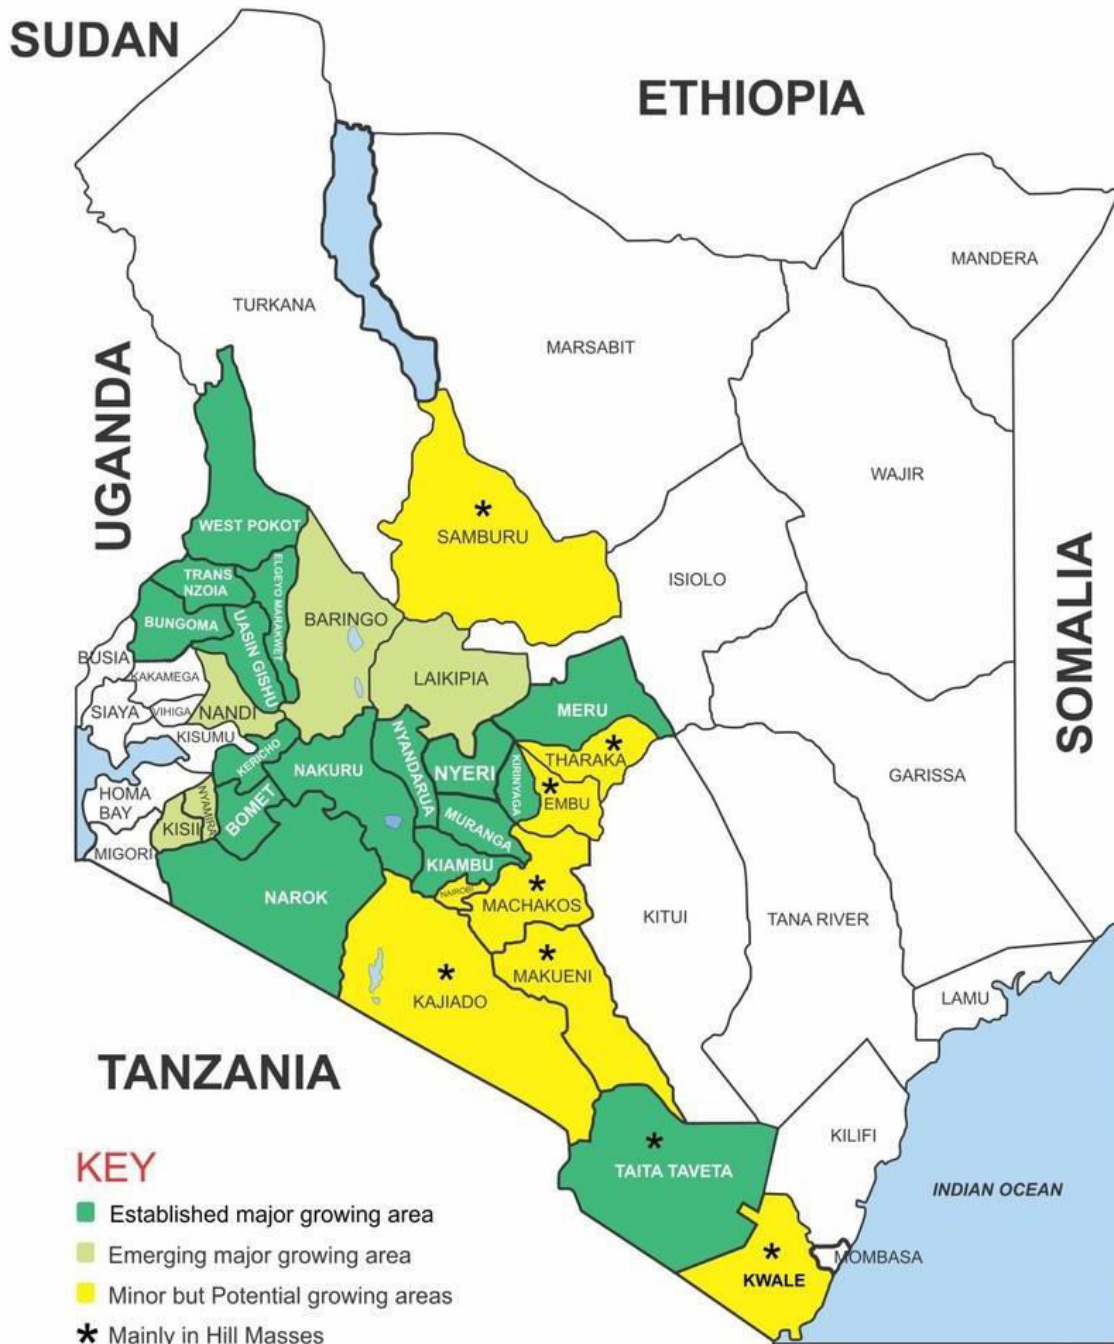 SUDAN
ETHIOPIA
MANDERA
TURKANA
MARSABIT
UGANDA
WAJIR
SOMALIA
WEST POKOT
SAMBURU
ISIOLO
TRANS
NZOIA
ELGEYO MARAKWET
BUNGOMA
UASIN GISHU
BARINGO
LAIKIPIA
BUSIA
KAKAMEGA
SIAYA
VIHIGA
NANDI
KISUMU
MERU
THARAKA
KERICHO
NAKURU
NYANDARUA
NYERI
KIRINYAGA
EMBU
GARISSA
HOMA
BAY
NYAMIRA
KISII
BOMET
MURANGA
MIGORI
KIAMBU
NAROK
NAIROBI
MACHAKOS
KITUI
TANA RIVER
MAKUENI
KAJIADO
LAMU
TANZANIA
KILIFI
TAITA TAVETA
INDIAN OCEAN
MOMBASA
KWALE
KEY
Established major growing area
Emerging major growing area
Minor but Potential growing areas
* Mainly in Hill Masses